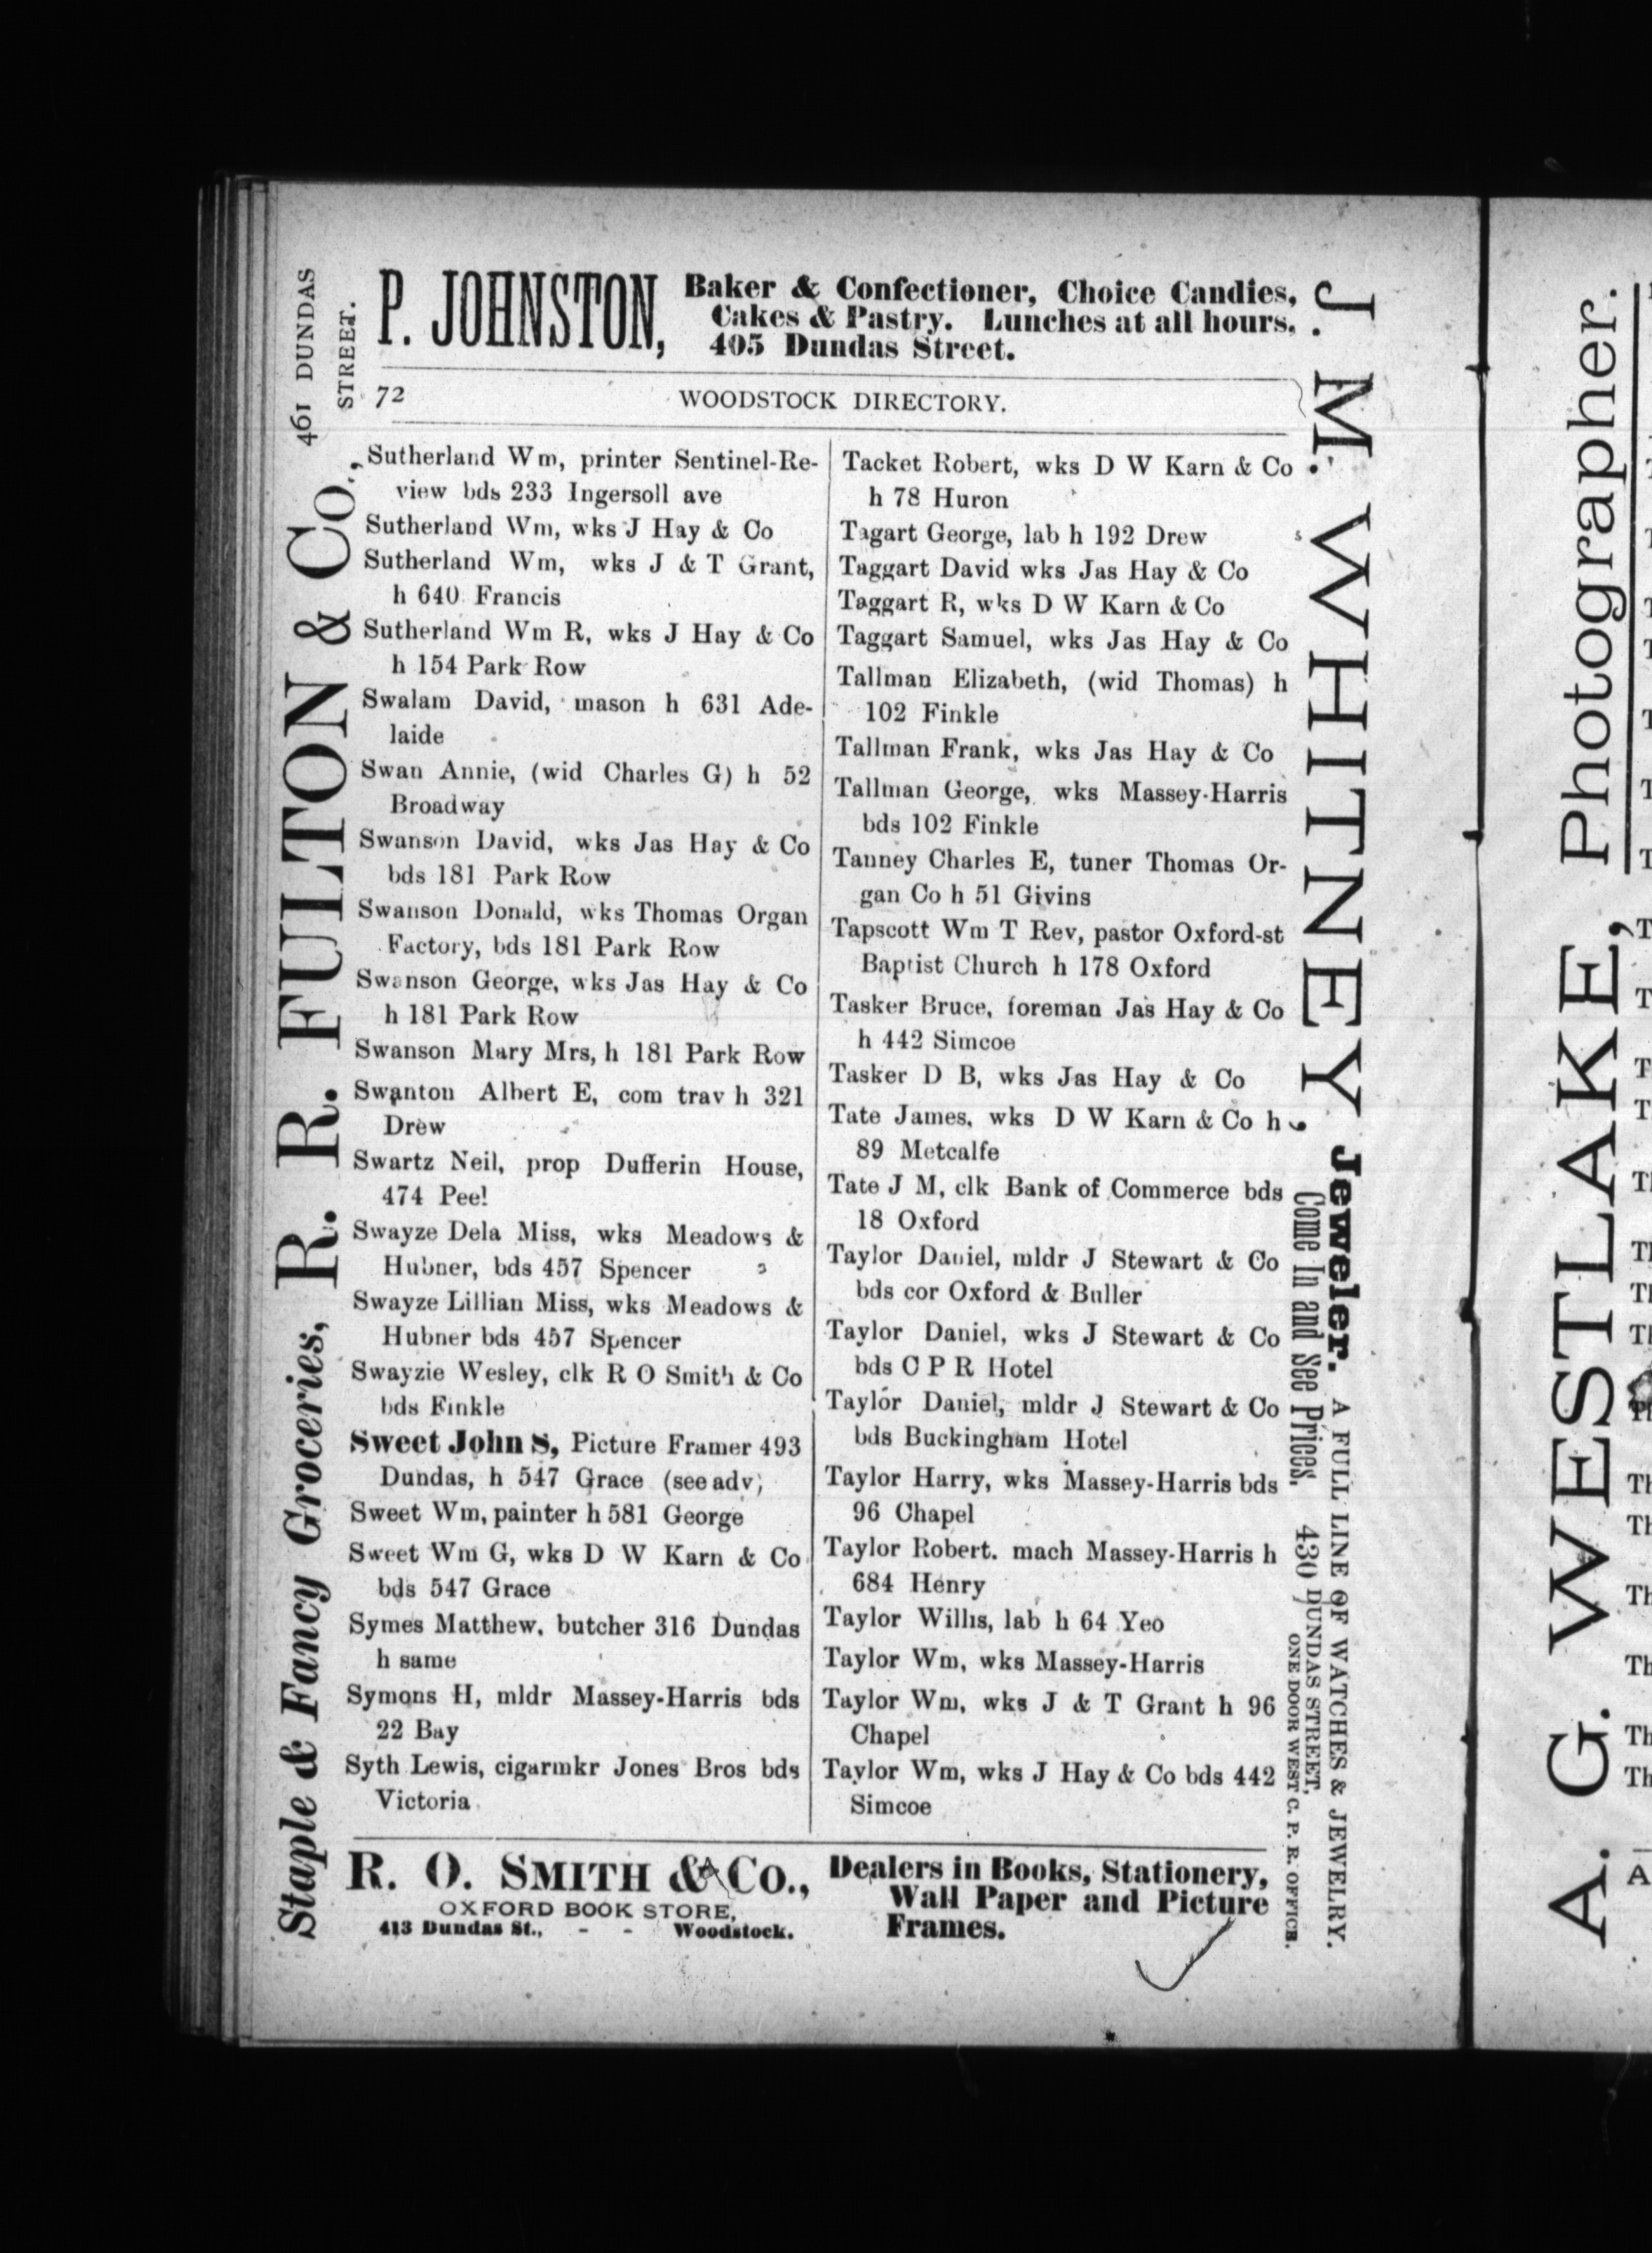 P. JOHNSTON,
Baker & Confectioner, Choice Candies,
Cakes & Pastry. Lunches at all hours.
405 Dundas Street.
72
WOODSTOCK DIRECTORY.
Sutherland Wm, printer Sentinel-Re-
view bds 233 Ingersoll ave
Sutherland Wm, wks J Hay & Co
Sutherland Wm, wks J & T Grant,
h 640 Francis
Sutherland Wm R, wks J Hay & Co
h 154 Park Row
Swalam David, mason h 631 Ade-
laide
Swan Annie, (wid Charles G) h 52
Broadway
Swanson David, wks Jas Hay & Co
bds 181 Park Row
Swanson Donald, wks Thomas Organ
Factory, bds 181 Park Row
Swanson George, wks Jas Hay & Co
h 181 Park Row
Swanson Mary Mrs, h 181 Park Row
Swanton Albert E, com trav h 321
Drew
Swartz Neil, prop Dufferin House,
474 Peel
Swayze Dela Miss, wks Meadows &
Hubner, bds 457 Spencer
Swayze Lillian Miss, wks Meadows &
Hubner bds 457 Spencer
Swayzie Wesley, clk R O Smith & Co
bds Finkle
Sweet John S, Picture Framer 493
Dundas, h 547 Grace (see adv)
Sweet Wm, painter h 581 George
Sweet Wm G, wks D W Karn & Co
bds 547 Grace
Symes Matthew, butcher 316 Dundas
h same
Symons H, mldr Massey-Harris bds
22 Bay
Syth Lewis, cigarmkr Jones Bros bds
Victoria
Tacket Robert, wks D W Karn & Co
h 78 Huron
Tagart George, lab h 192 Drew
Taggart David wks Jas Hay & Co
Taggart R, wks D W Karn & Co
Taggart Samuel, wks Jas Hay & Co
Tallman Elizabeth, (wid Thomas) h
102 Finkle
Tallman Frank, wks Jas Hay & Co
Tallman George, wks Massey-Harris
bds 102 Finkle
Tanney Charles E, tuner Thomas Or-
gan Co h 51 Givins
Tapscott Wm T Rev, pastor Oxford-st
Baptist Church h 178 Oxford
Tasker Bruce, foreman Jas Hay & Co
h 442 Simcoe
Tasker D B, wks Jas Hay & Co
Tate James, wks D W Karn & Co h
89 Metcalfe
Tate J M, clk Bank of Commerce bds
18 Oxford
Taylor Daniel, mldr J Stewart & Co
bds cor Oxford & Buller
Taylor Daniel, wks J Stewart & Co
bds C P R Hotel
Taylor Daniel, mldr J Stewart & Co
bds Buckingham Hotel
Taylor Harry, wks Massey-Harris bds
96 Chapel
Taylor Robert. mach Massey-Harris h
684 Henry
Taylor Willis, lab h 64 Yeo
Taylor Wm, wks Massey-Harris
Taylor Wm, wks J & T Grant h 96
Chapel
Taylor Wm, wks J Hay & Co bds 442
Simcoe
R. O. SMITH & CO.,
OXFORD BOOK STORE,
413 Dundas St., - - Woodstock.
Dealers in Books, Stationery,
Wall Paper and Picture
Frames.
Staple & Fancy Groceries, R. R. FULTON & CO., 461 DUNDAS
STREET.
J. M. WHITNEY, Jeweler. A FULL LINE OF WATCHES & JEWELRY.
Come In and See Prices. 430 DUNDAS STREET,
ONE DOOR WEST C. P. R. OFFICE.
A. G. WESTLAKE, Photographer.